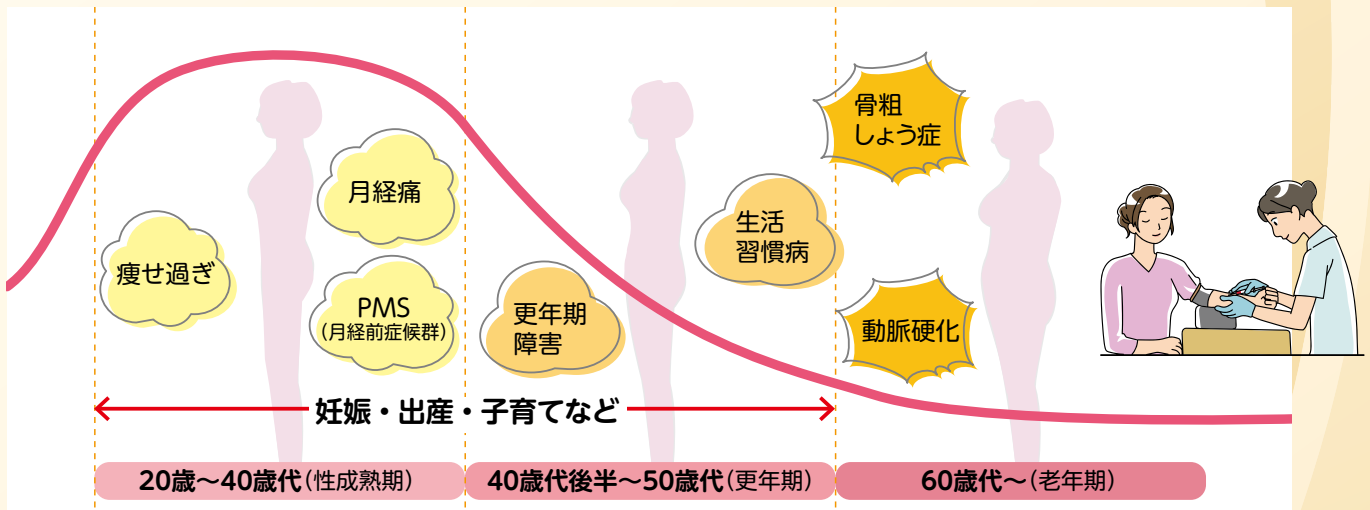 痩せ過ぎ
月経痛
PMS
(月経前症候群)
更年期
障害
生活
習慣病
骨粗
しょう症
動脈硬化
妊娠・出産・子育てなど
20歳〜40歳代(性成熟期)
40歳代後半〜50歳代(更年期)
60歳代〜(老年期)